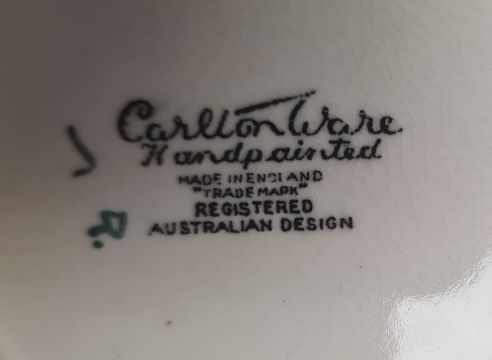 Carlton Ware
Handpainted
MADE IN ENGLAND
"TRADE MARK"
REGISTERED
AUSTRALIAN DESIGN